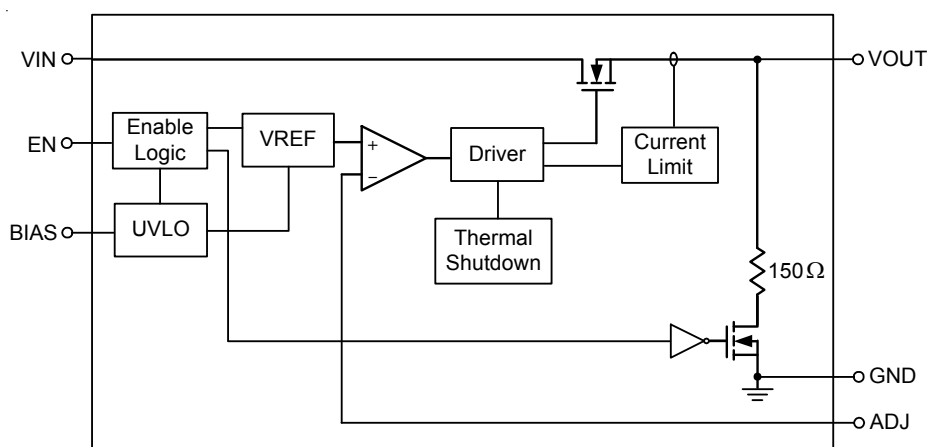 VIN
VOUT
EN
Enable
Logic
VREF
+
−
Driver
Current
Limit
BIAS
UVLO
Thermal
Shutdown
150Ω
GND
ADJ